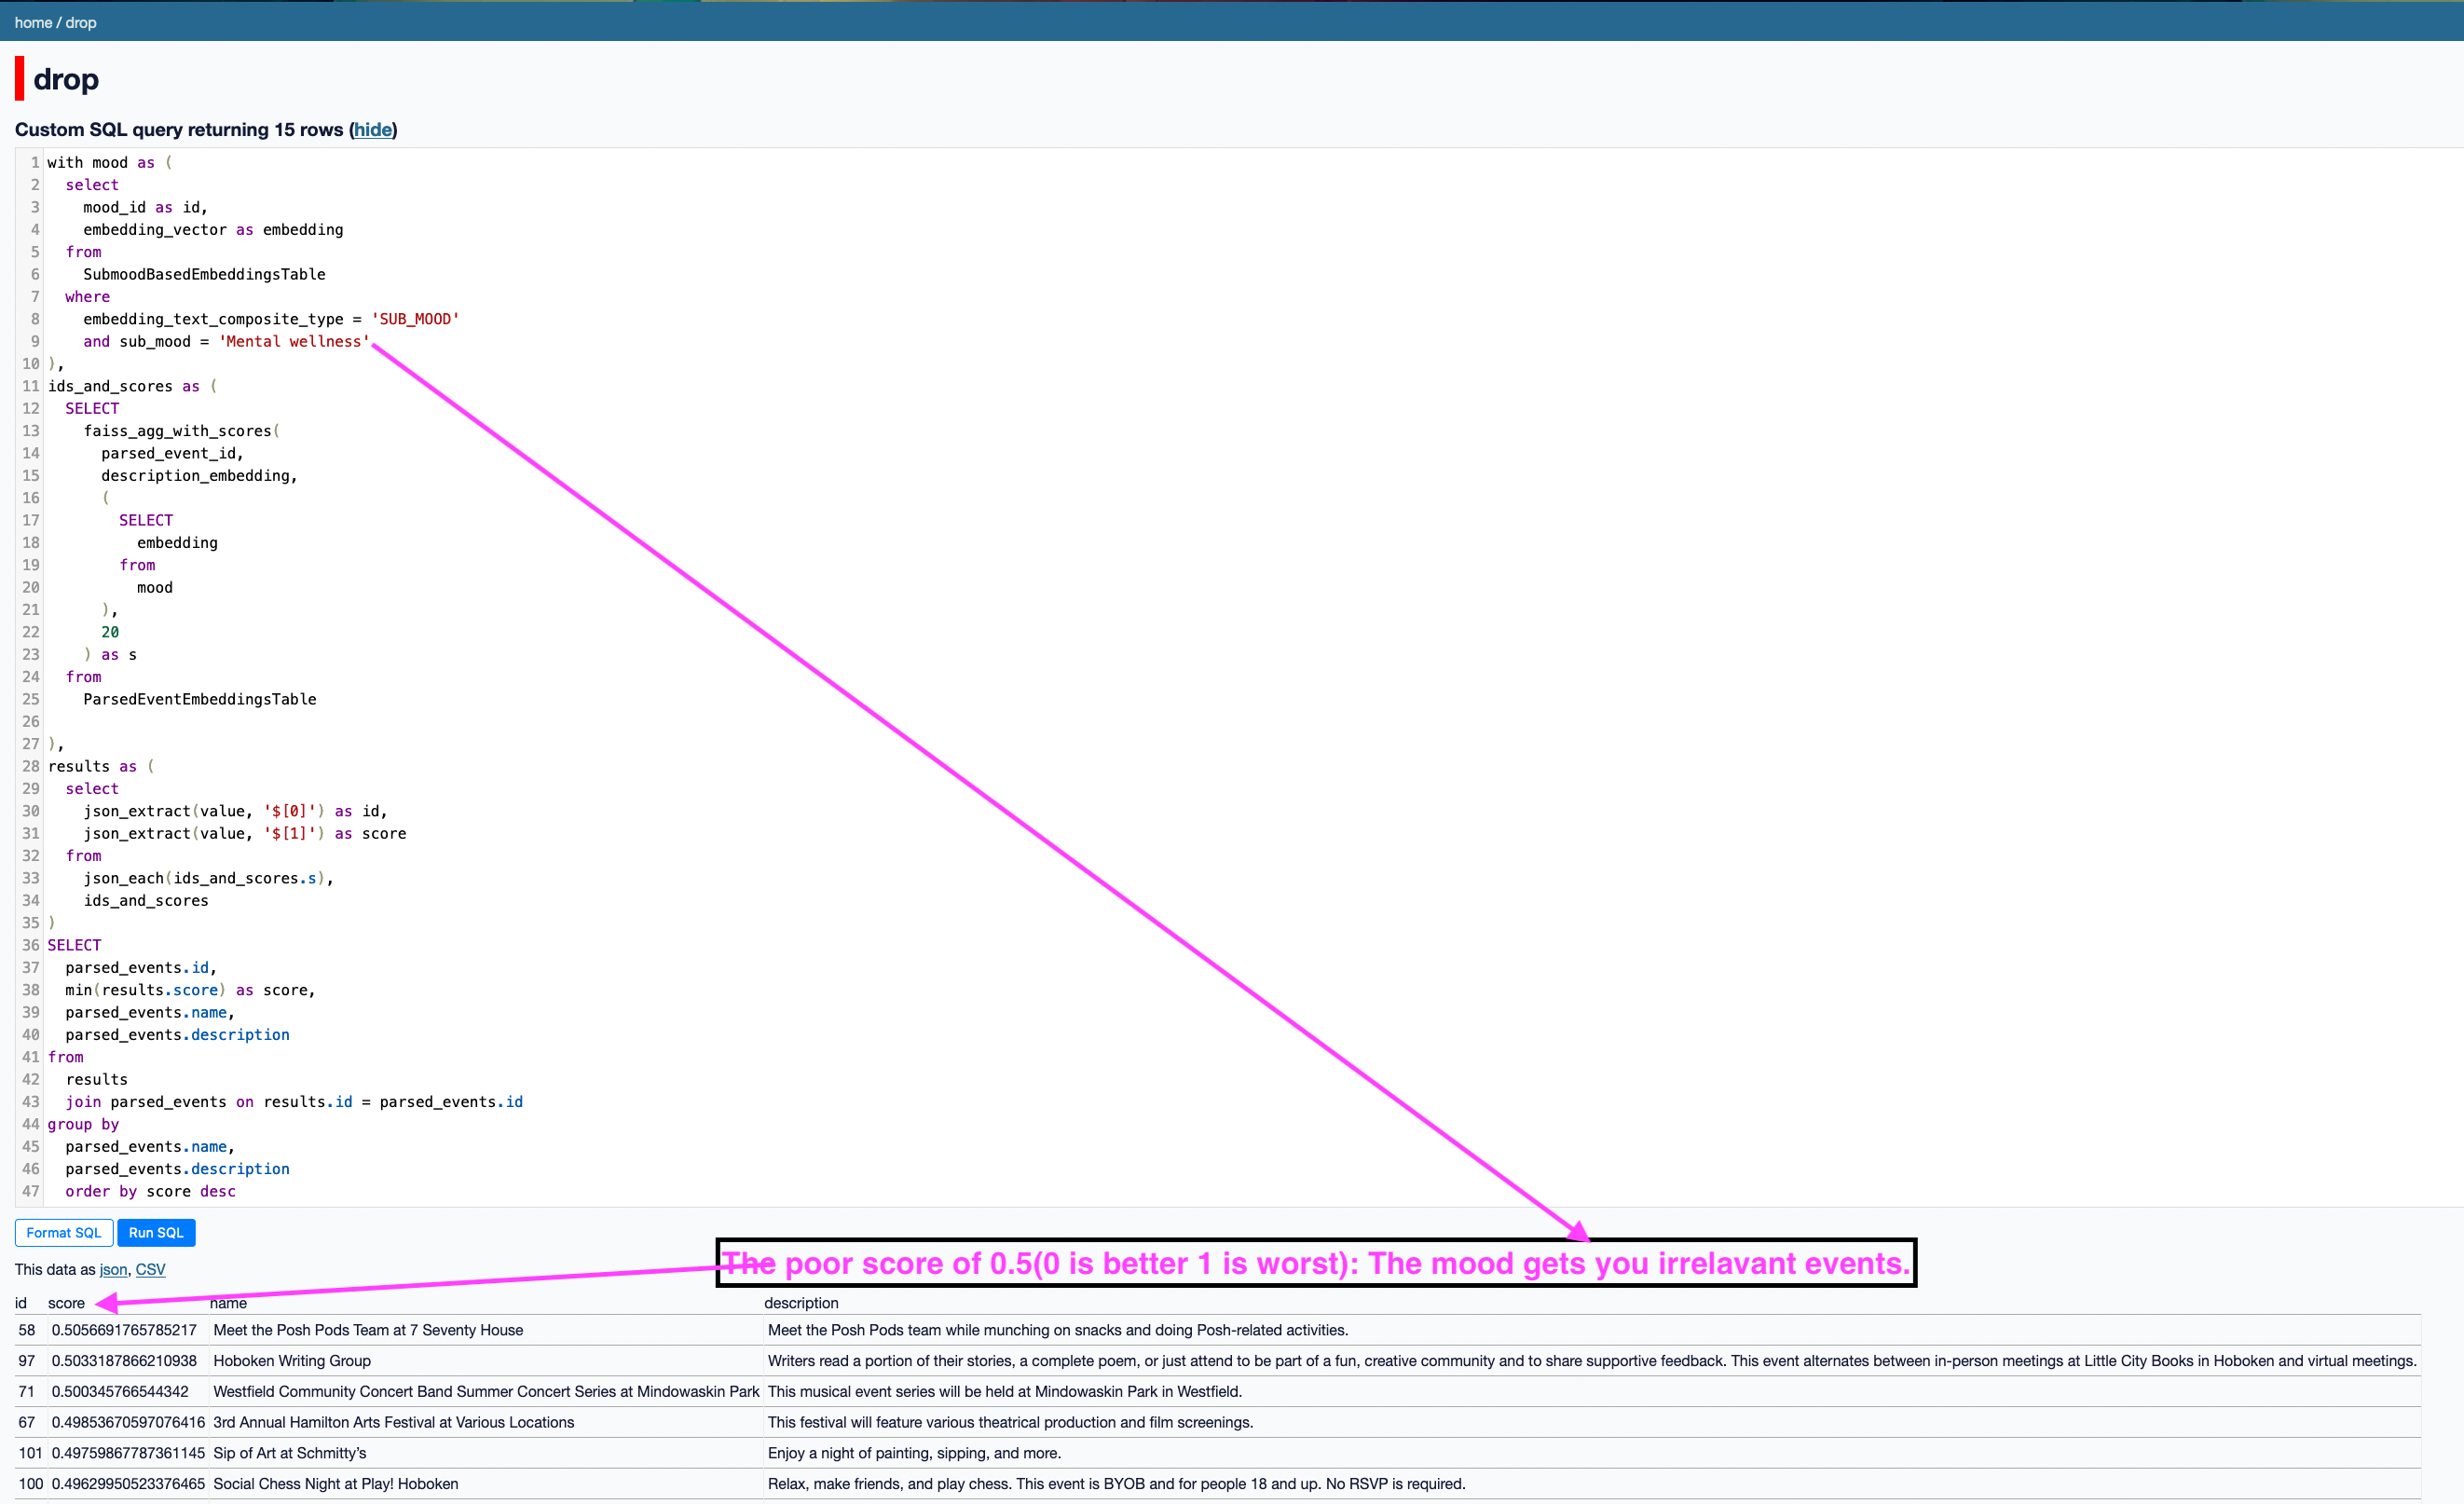 home / drop
drop
Custom SQL query returning 15 rows (hide)
1 with mood as (
2 select
3 mood_id as id,
4 embedding_vector as embedding
5 from
6 SubmoodBasedEmbeddingsTable
7 where
8 embedding_text_composite_type = 'SUB_MOOD'
9 and sub_mood = 'Mental wellness'
10 ),
11 ids_and_scores as (
12 SELECT
13 faiss_agg_with_scores(
14 parsed_event_id,
15 description_embedding,
16 (
17 SELECT
18 embedding
19 from
20 mood
21 ),
22 20
23 ) as s
24 from
25 ParsedEventEmbeddingsTable
26
27 ),
28 results as (
29 select
30 json_extract(value, '$[0]') as id,
31 json_extract(value, '$[1]') as score
32 from
33 json_each(ids_and_scores.s),
34 ids_and_scores
35 )
36 SELECT
37 parsed_events.id,
38 min(results.score) as score,
39 parsed_events.name,
40 parsed_events.description
41 from
42 results
43 join parsed_events on results.id = parsed_events.id
44 group by
45 parsed_events.name,
46 parsed_events.description
47 order by score desc
Format SQL Run SQL
The poor score of 0.5(0 is better 1 is worst): The mood gets you irrelavant events.
This data as json, CSV
id score name description
58 0.5056691765785217 Meet the Posh Pods Team at 7 Seventy House Meet the Posh Pods team while munching on snacks and doing Posh-related activities.
97 0.5033187866210938 Hoboken Writing Group Writers read a portion of their stories, a complete poem, or just attend to be part of a fun, creative community and to share supportive feedback. This event alternates between in-person meetings at Little City Books in Hoboken and virtual meetings.
71 0.500345766544342 Westfield Community Concert Band Summer Concert Series at Mindowaskin Park This musical event series will be held at Mindowaskin Park in Westfield.
67 0.49853670597076416 3rd Annual Hamilton Arts Festival at Various Locations This festival will feature various theatrical production and film screenings.
101 0.49759867787361145 Sip of Art at Schmitty's Enjoy a night of painting, sipping, and more.
100 0.49629950523376465 Social Chess Night at Play! Hoboken Relax, make friends, and play chess. This event is BYOB and for people 18 and up. No RSVP is required.